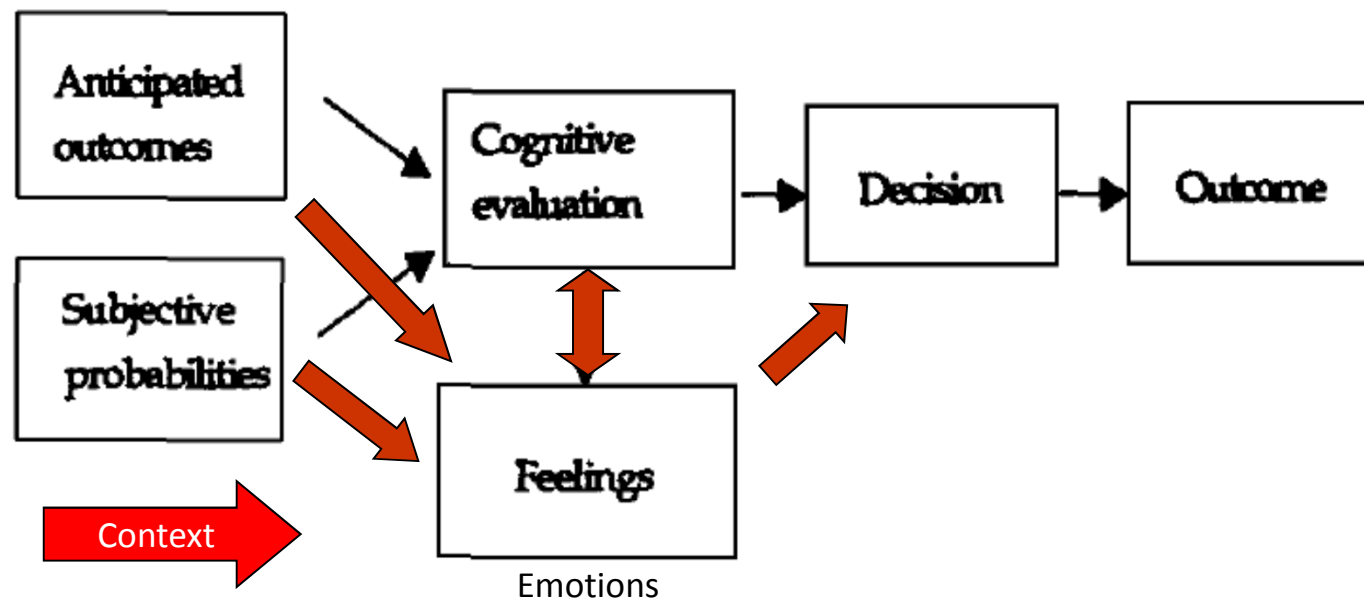 Anticipated
outcomes
Cognitive
evaluation
Decision
Outcome
Subjective
probabilities
Feelings
Context
Emotions